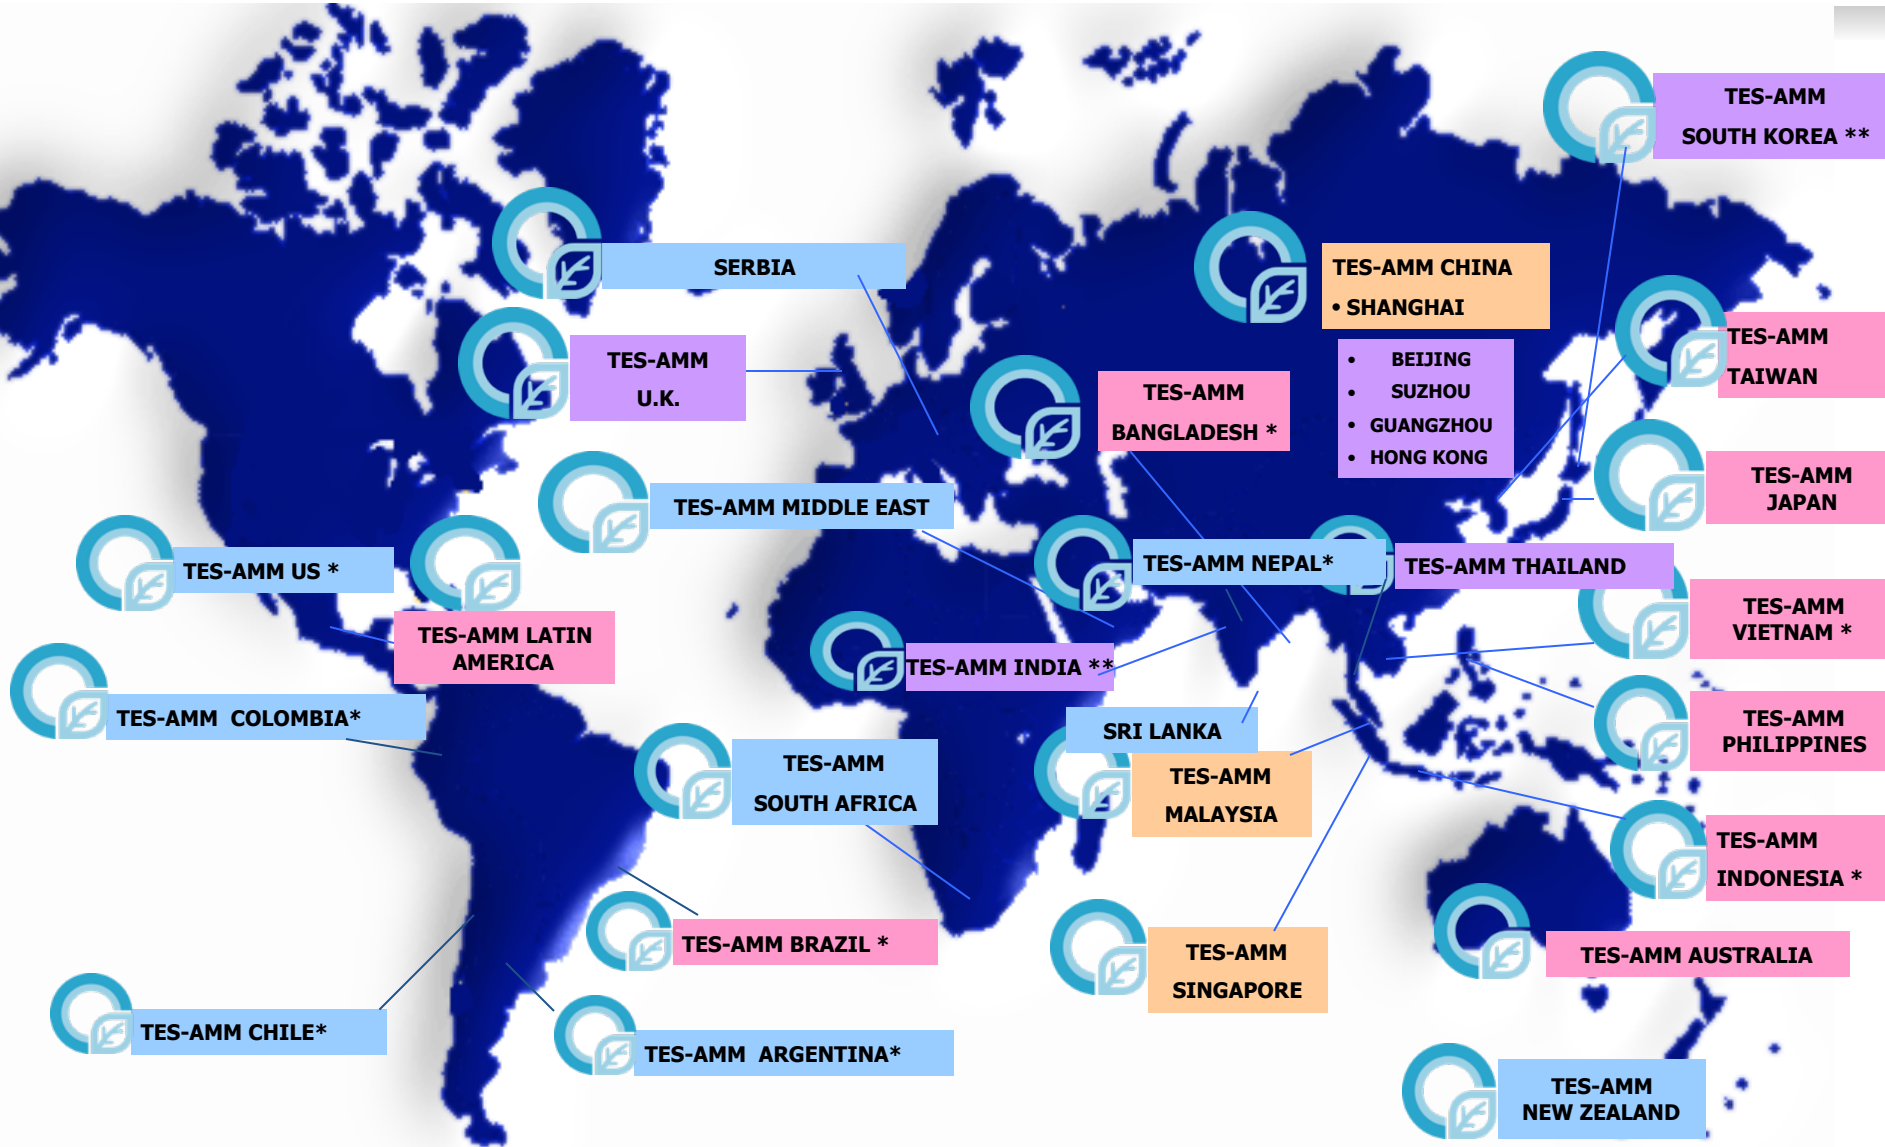 TES-AMM
SOUTH KOREA **
SERBIA
TES-AMM CHINA
• SHANGHAI
• BEIJING
• SUZHOU
• GUANGZHOU
• HONG KONG
TES-AMM
TAIWAN
TES-AMM
U.K.
TES-AMM
BANGLADESH *
TES-AMM
JAPAN
TES-AMM MIDDLE EAST
TES-AMM US *
TES-AMM NEPAL*
TES-AMM THAILAND
TES-AMM LATIN
AMERICA
TES-AMM INDIA **
TES-AMM
VIETNAM *
TES-AMM  COLOMBIA*
SRI LANKA
TES-AMM
PHILIPPINES
TES-AMM
SOUTH AFRICA
TES-AMM
MALAYSIA
TES-AMM
INDONESIA *
TES-AMM BRAZIL *
TES-AMM
SINGAPORE
TES-AMM AUSTRALIA
TES-AMM CHILE*
TES-AMM  ARGENTINA*
TES-AMM
NEW ZEALAND